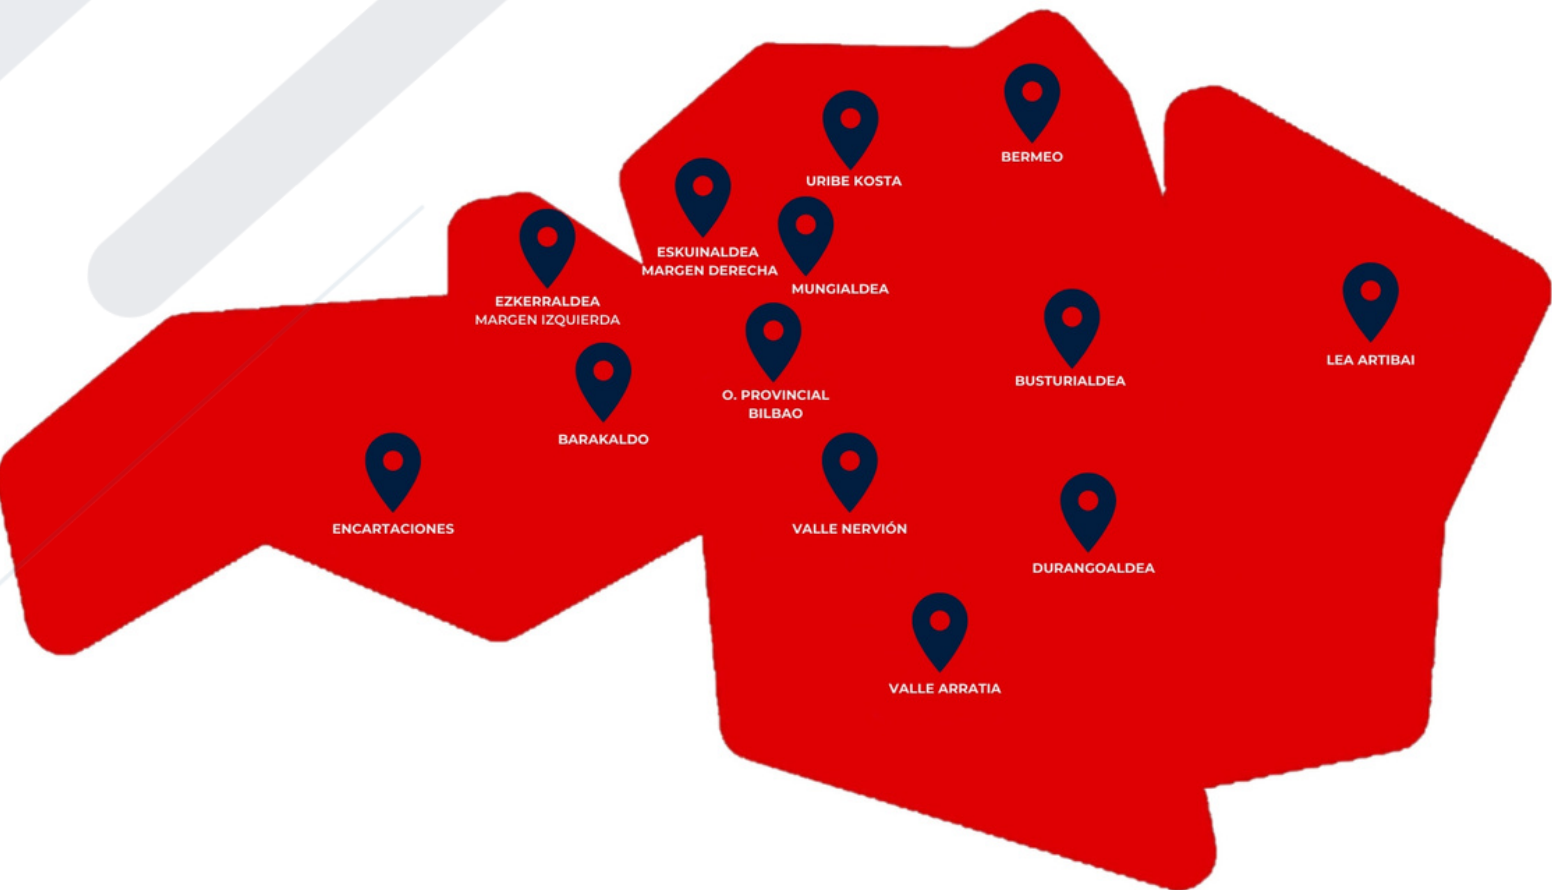 BERMEO
URIBE KOSTA
ESKUINALDEA
MARGEN DERECHA
MUNGIALDEA
EZKERRALDEA
MARGEN IZQUIERDA
LEA ARTIBAI
BUSTURIALDEA
O. PROVINCIAL
BILBAO
BARAKALDO
ENCARTACIONES
VALLE NERVIÓN
DURANGOALDEA
VALLE ARRATIA